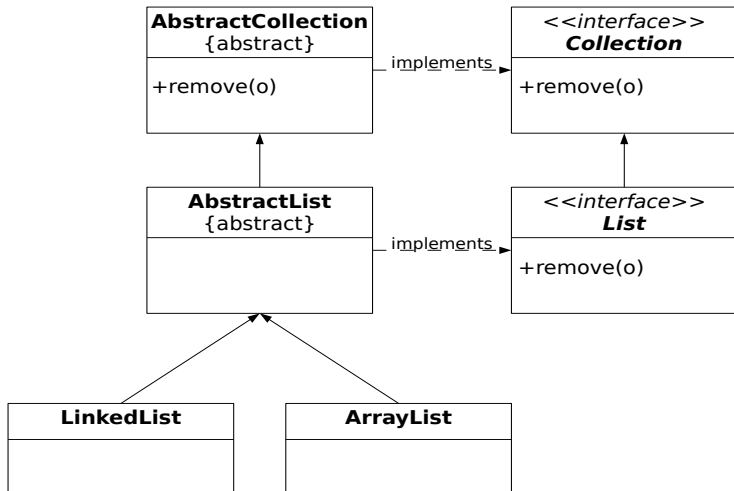 AbstractCollection
{abstract}
+remove(o)
implements
<<interface>>
Collection
+remove(o)
AbstractList
{abstract}
implements
<<interface>>
List
+remove(o)
LinkedList
ArrayList